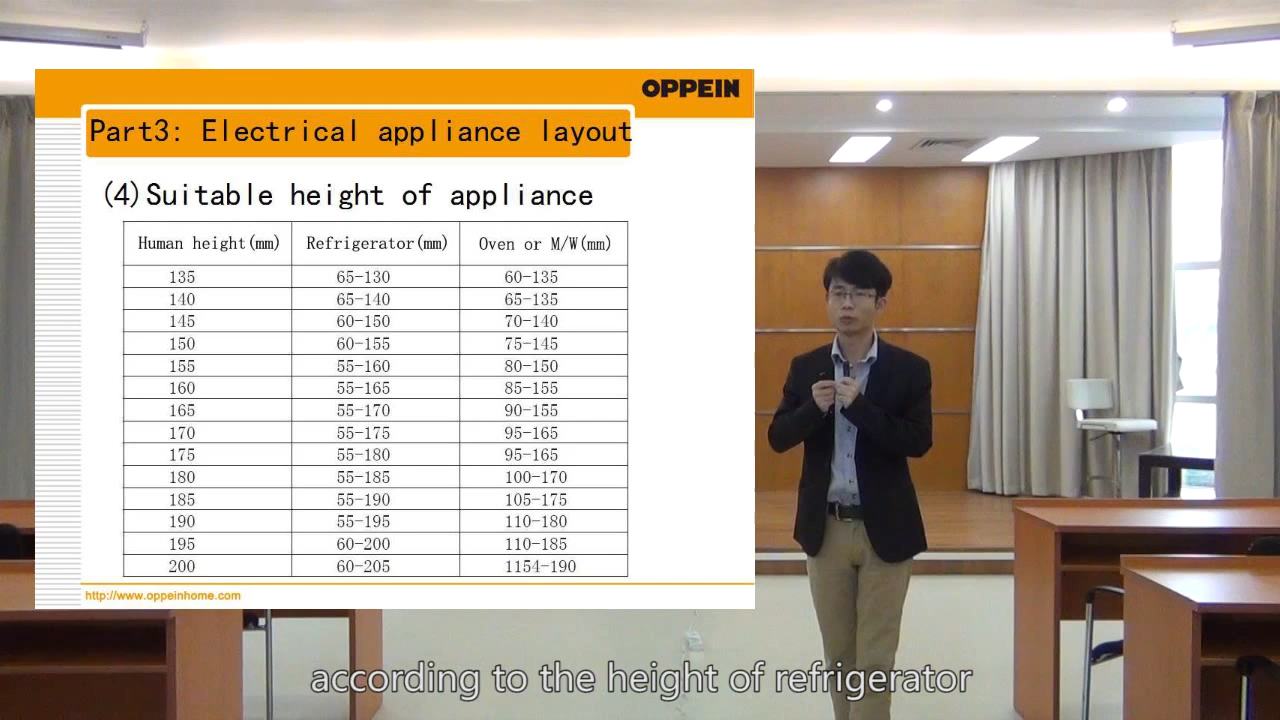 OPPEIN
Part3: Electrical appliance layout
(4)Suitable height of appliance
Human height(mm) Refrigerator(mm) Oven or M/W(mm)
135 65-130 60-135
140 65-140 65-135
145 60-150 70-140
150 60-155 75-145
155 55-160 80-150
160 55-165 85-155
165 55-170 90-155
170 55-175 95-165
175 55-180 95-165
180 55-185 100-170
185 55-190 105-175
190 55-195 110-180
195 60-200 110-185
200 60-205 1154-190
http://www.oppeinhome.com
according to the height of refrigerator